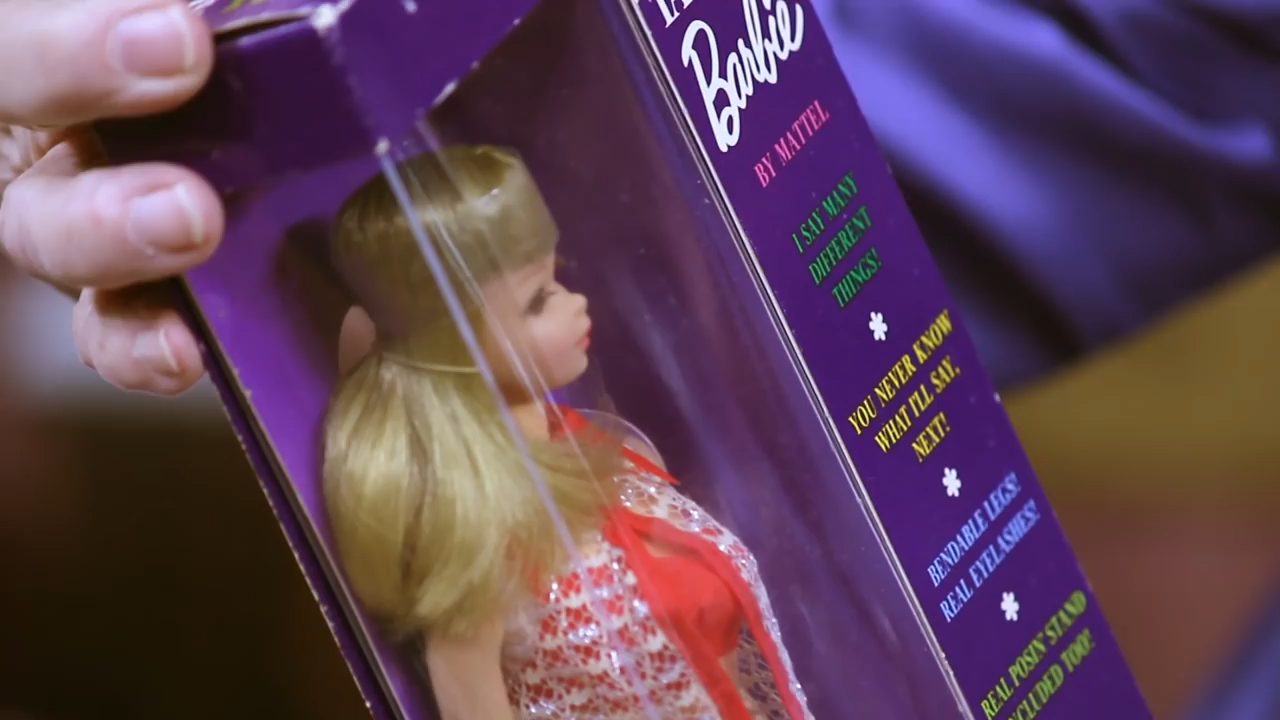 Barbie
BY MATTEL
I SAY MANY
DIFFERENT
THINGS!
YOU NEVER KNOW
WHAT I'LL SAY,
NEXT!
BENDABLE LEGS!
REAL EYELASHES!
REAL POSIN' STAND
INCLUDED TOO!